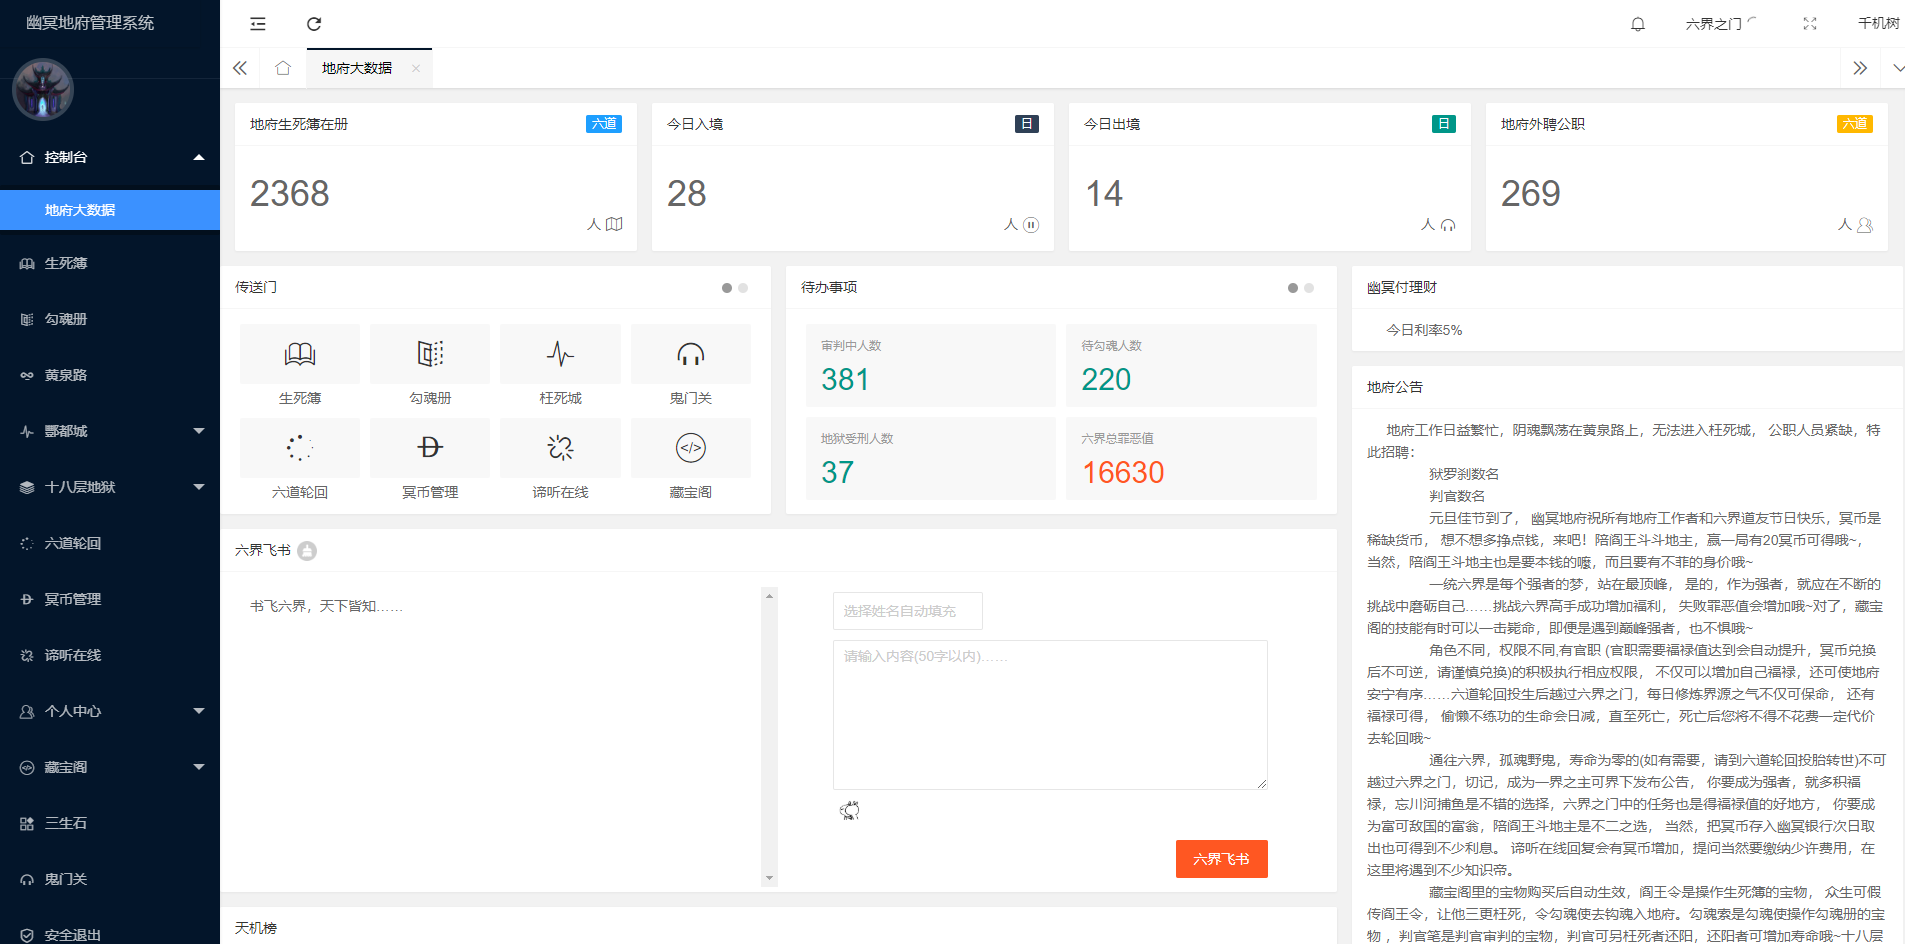 幽冥地府管理系统
六界之门
千机树
地府大数据
控制台
地府大数据
生死簿
勾魂册
黄泉路
酆都城
十八层地狱
六道轮回
冥币管理
谛听在线
个人中心
藏宝阁
三生石
鬼门关
安全退出
地府生死簿在册 六道
2368
人
今日入境 日
28
人
今日出境 日
14
人
地府外聘公职 六道
269
人
传送门
生死簿 勾魂册 枉死城 鬼门关
六道轮回 冥币管理 谛听在线 藏宝阁
待办事项
审判中人数
381
待勾魂人数
220
地狱受刑人数
37
六界总罪恶值
16630
六界飞书
书飞六界，天下皆知……
选择姓名自动填充
请输入内容(50字以内)……
六界飞书
天机榜
幽冥付理财
今日利率5%
地府公告
地府工作日益繁忙，阴魂飘荡在黄泉路上，无法进入枉死城， 公职人员紧缺，特
此招聘：
狱罗刹数名
判官数名
元旦佳节到了， 幽冥地府祝所有地府工作者和六界道友节日快乐，冥币是
稀缺货币， 想不想多挣点钱，来吧！陪阎王斗斗地主，赢一局有20冥币可得哦~，
当然，陪阎王斗地主也是要本钱的嚒，而且要有不菲的身价哦~
一统六界是每个强者的梦，站在最顶峰， 是的，作为强者，就应在不断的
挑战中磨砺自己……挑战六界高手成功增加福利， 失败罪恶值会增加哦~对了，藏宝
阁的技能有时可以一击毙命，即便是遇到巅峰强者，也不惧哦~
角色不同，权限不同,有官职 (官职需要福禄值达到会自动提升，冥币兑换
后不可逆，请谨慎兑换)的积极执行相应权限， 不仅可以增加自己福禄，还可使地府
安宁有序……六道轮回投生后越过六界之门，每日修炼界源之气不仅可保命， 还有
福禄可得， 偷懒不练功的生命会日减，直至死亡，死亡后您将不得不花费一定代价
去轮回哦~
通往六界，孤魂野鬼，寿命为零的(如有需要，请到六道轮回投胎转世)不可
越过六界之门，切记，成为一界之主可界下发布公告， 你要成为强者，就多积福
禄，忘川河捕鱼是不错的选择，六界之门中的任务也是得福禄值的好地方， 你要成
为富可敌国的富翁，陪阎王斗地主是不二之选， 当然，把冥币存入幽冥银行次日取
出也可得到不少利息。 谛听在线回复会有冥币增加，提问当然要缴纳少许费用，在
这里将遇到不少知识帝。
藏宝阁里的宝物购买后自动生效，阎王令是操作生死簿的宝物， 众生可假
传阎王令，让他三更枉死，令勾魂使去钩魂入地府。勾魂索是勾魂使操作勾魂册的宝
物 ，判官笔是判官审判的宝物，判官可另枉死者还阳，还阳者可增加寿命哦~十八层